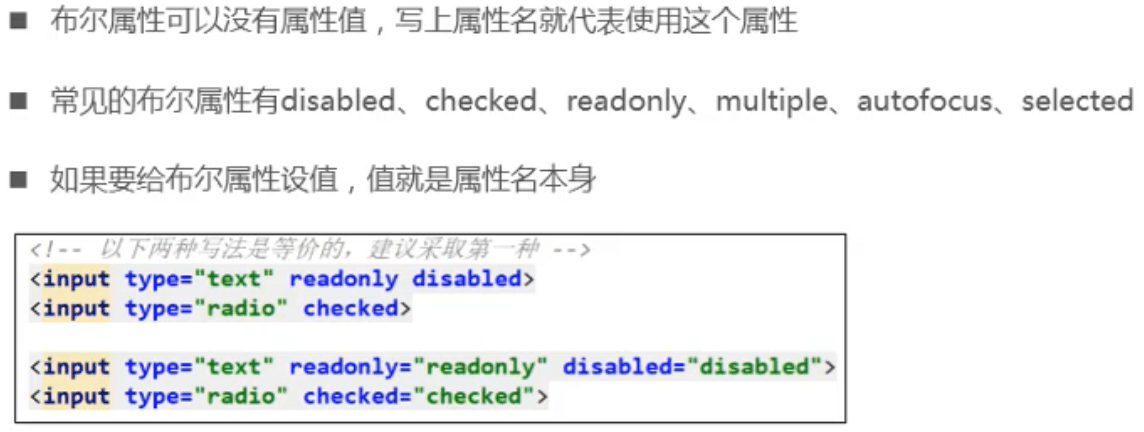 ■ 布尔属性可以没有属性值，写上属性名就代表使用这个属性
■ 常见的布尔属性有disabled、checked、readonly、multiple、autofocus、selected
■ 如果要给布尔属性设值，值就是属性名本身
<!-- 以下两种写法是等价的，建议采取第一种 -->
<input type="text" readonly disabled>
<input type="radio" checked>
<input type="text" readonly="readonly" disabled="disabled">
<input type="radio" checked="checked">